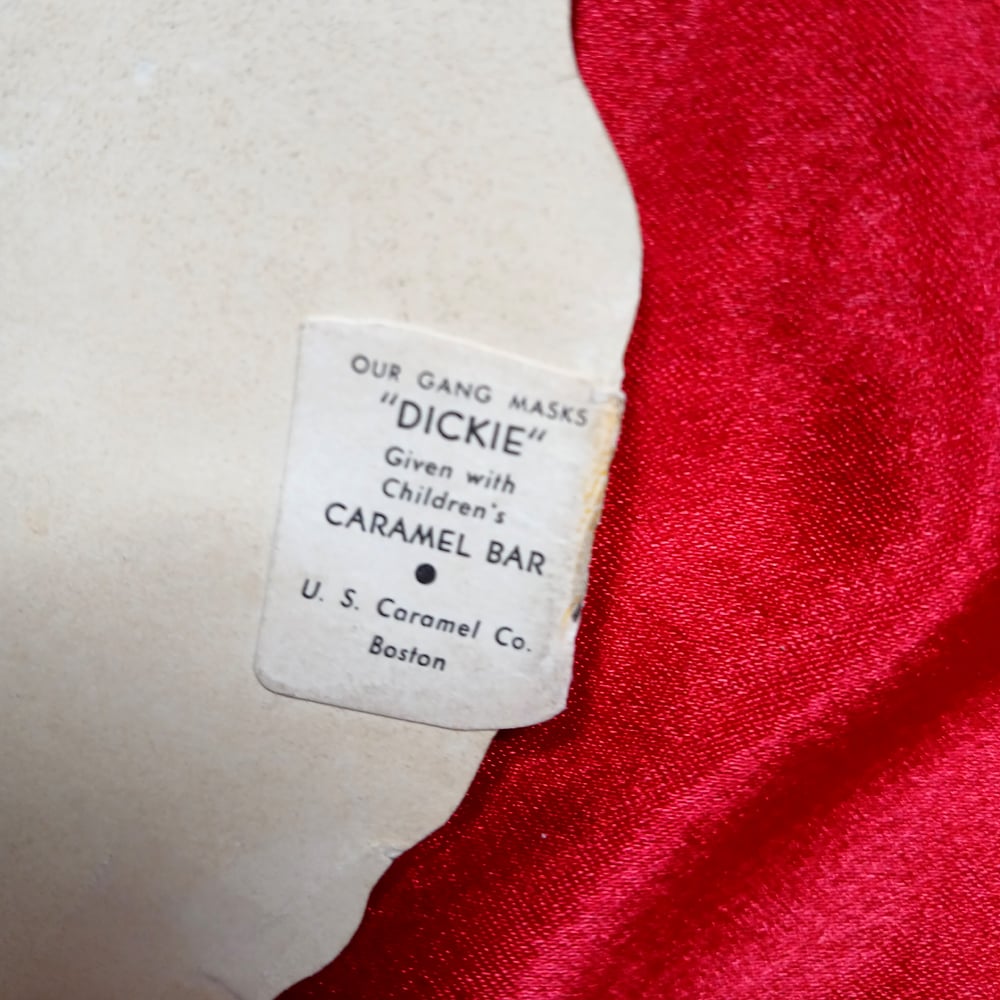 OUR GANG MASKS
"DICKIE"
Given with
Children's
CARAMEL BAR
U. S. Caramel Co.
Boston